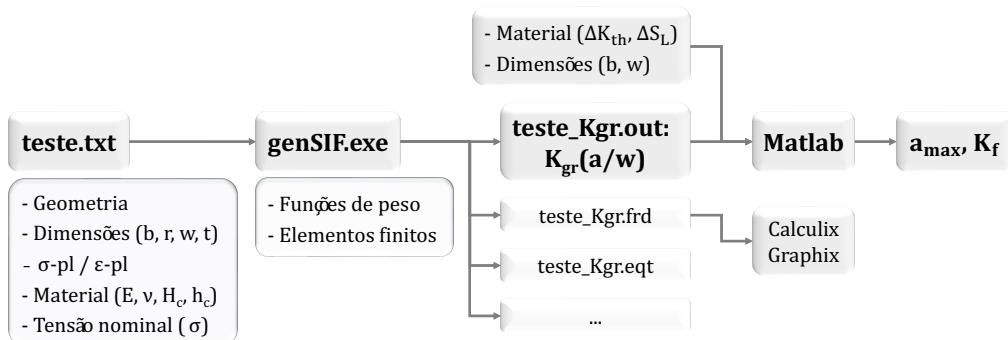 - Material (ΔK_th, ΔS_L)
- Dimensões (b, w)
teste.txt
genSIF.exe
teste_Kgr.out:
K_gr(a/w)
Matlab
a_max, K_f
- Geometria
- Dimensões (b, r, w, t)
- σ-pl / ε-pl
- Material (E, ν, H_c, h_c)
- Tensão nominal ( σ)
- Funções de peso
- Elementos finitos
teste_Kgr.frd
teste_Kgr.eqt
...
Calculix
Graphix